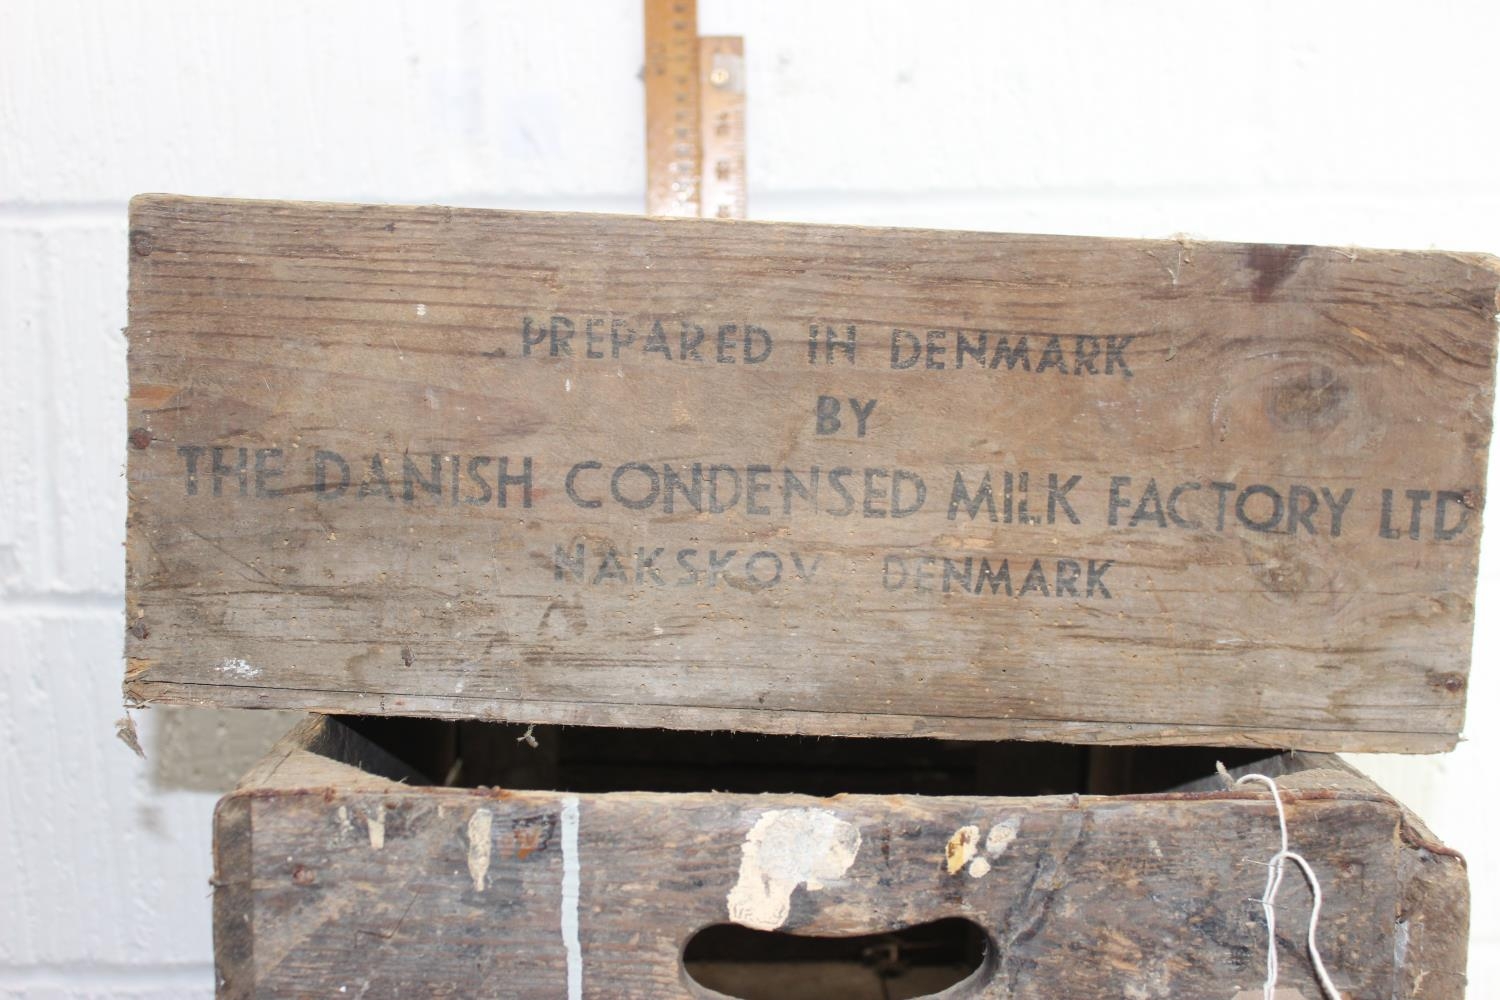 PREPARED IN DENMARK
BY
THE DANISH CONDENSED MILK FACTORY LTD
NAKSKOV DENMARK